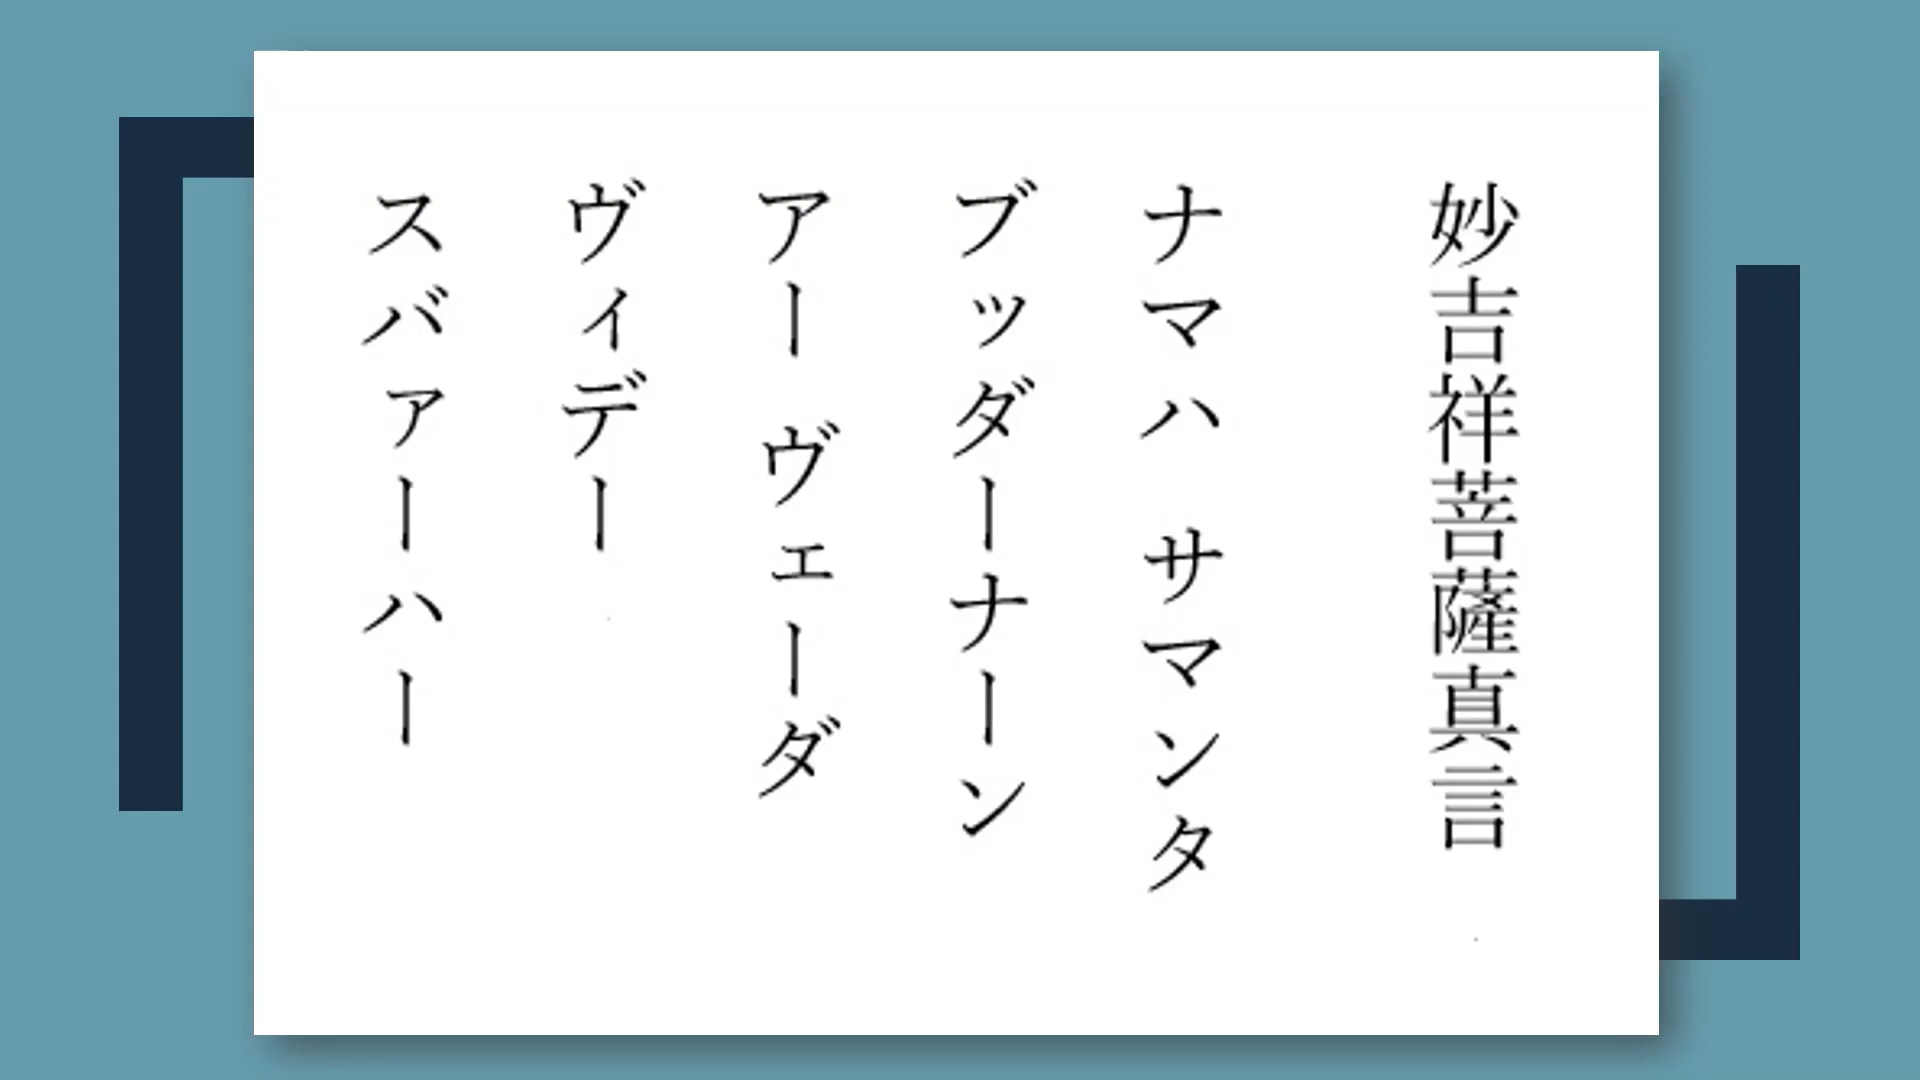 妙吉祥菩薩真言
ナマハ サマンタ
ブッダーナーン
アー ヴェーダ
ヴィデー
スバァーハー